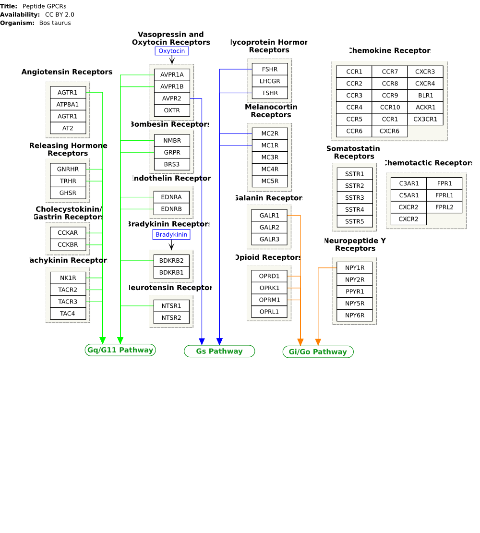 Title: Peptide GPCRs
Availability: CC BY 2.0
Organism: Bos taurus
Vasopressin and
Oxytocin Receptors
Oxytocin
AVPR1A
AVPR1B
AVPR2
OXTR
lycoprotein Hormor
FSHR
LHCGR
FSHR
Chemokine Receptor
CCR1 CCR7 CXCR3
CCR2 CCR8 CXCR4
CCR3 CCR9 BLR1
CCR4 CCR10 ACKR1
CCR5 CCR1 CX3CR1
CCR6 CXCR6
Angiotensin Receptors
AGTR1
ATP8A1
AGTR1
AT2
Melanocortin
Receptors
MC2R
MC1R
MC3R
MC4R
MC5R
Bombesin Receptors
NMBR
GRPR
BRS3
Releasing Hormone
Receptors
GNRHR
TRHR
GHSR
Somatostatin
Receptors
SSTR1
SSTR2
SSTR3
SSTR4
SSTR5
Chemotactic Receptor
C3AR1 FPR1
C5AR1 FPRL1
CXCR2 FPRL2
CXCR2
Endothelin Receptor
EDNRA
EDNRB
Cholecystokinin/
Gastrin Receptors
CCKAR
CCKBR
Galanin Receptor
GALR1
GALR2
GALR3
Bradykinin Receptors
Bradykinin
BDKRB2
BDKRB1
Neuropeptide Y
Receptors
NPY1R
NPY2R
PPYR1
NPY5R
NPY6R
achykinin Receptor
NK1R
TACR2
TACR3
TAC4
Opioid Receptors
OPRD1
OPRK1
OPRM1
OPRL1
leurotensin Receptor
NTSR1
NTSR2
Gq/G11 Pathway
Gs Pathway
Gi/Go Pathway